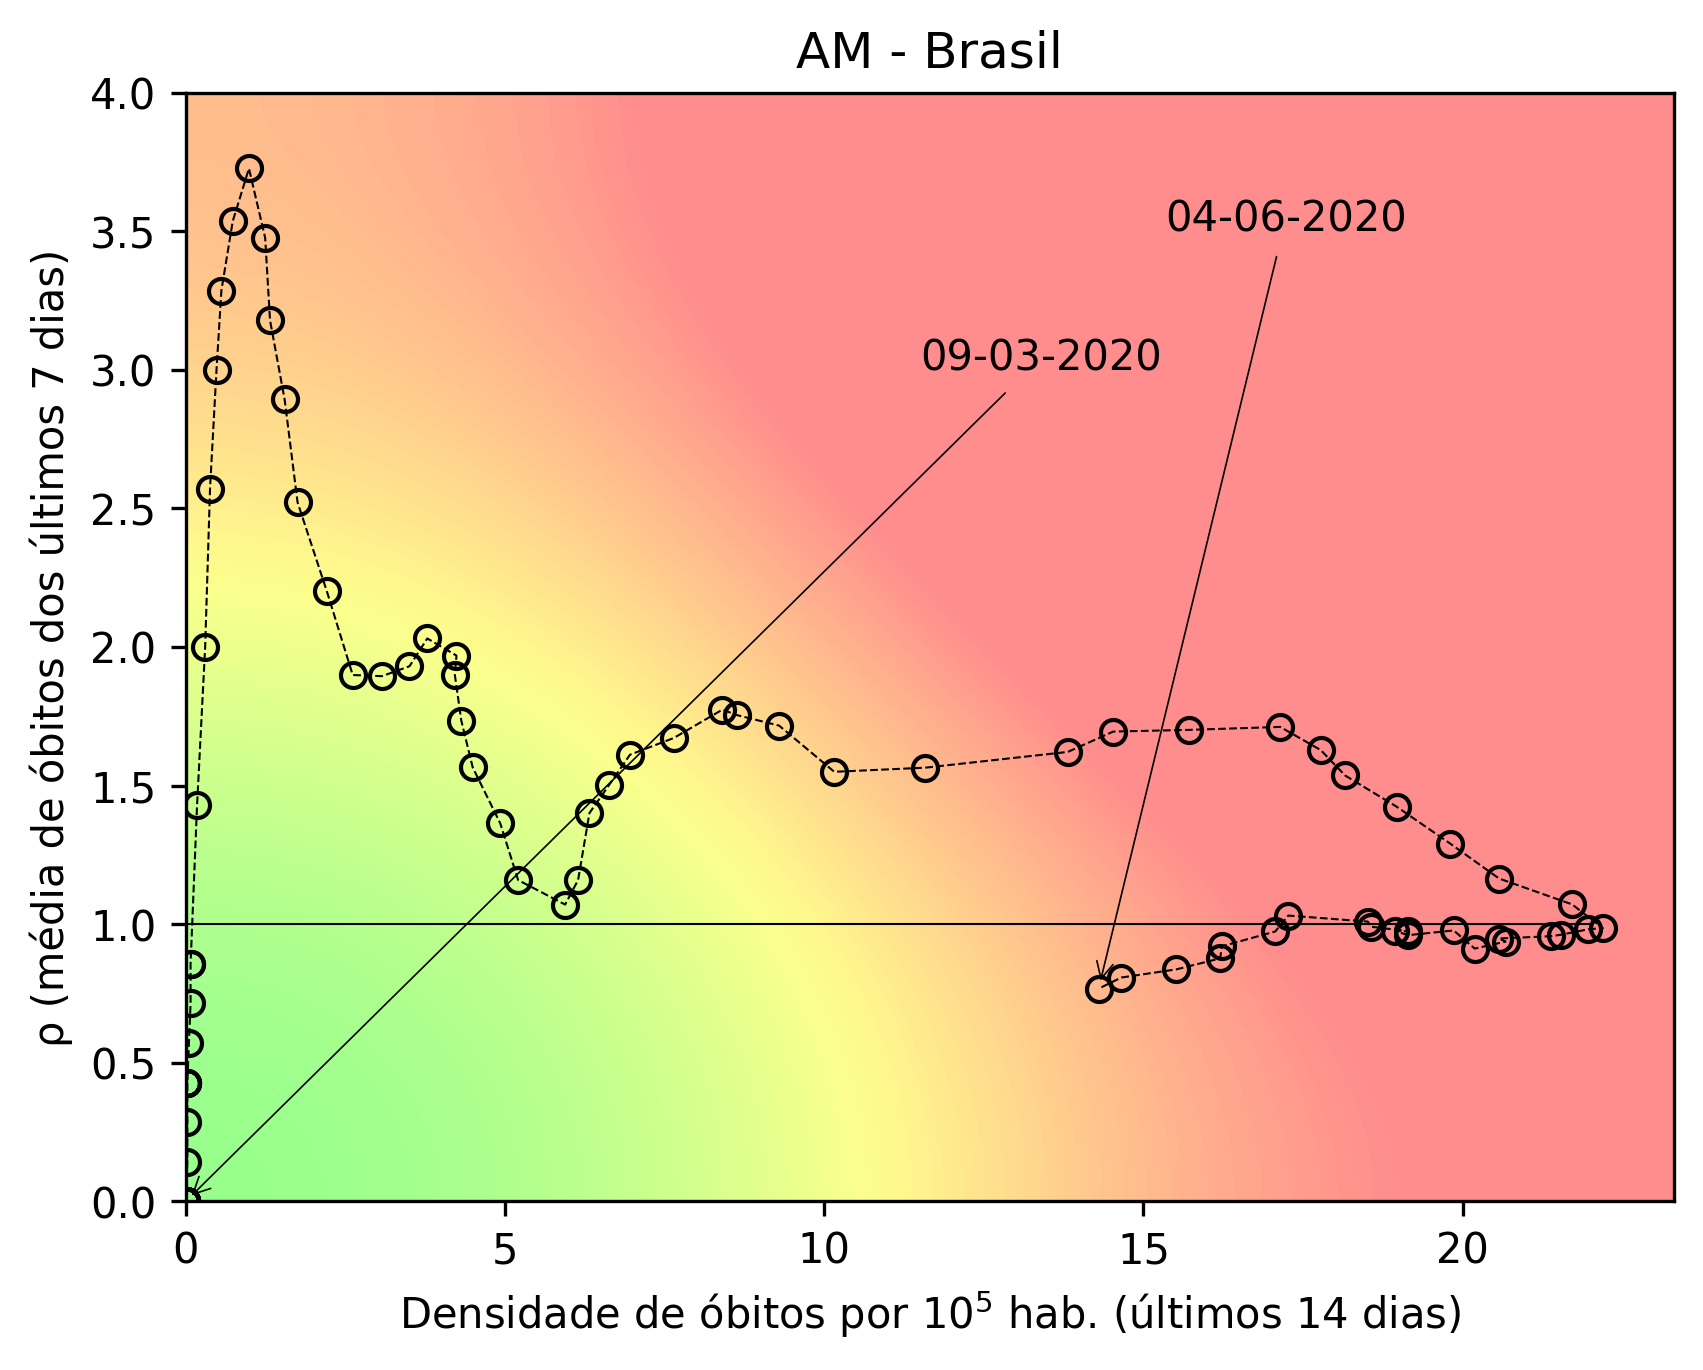 AM - Brasil
4.0
3.5
3.0
2.5
2.0
1.5
1.0
0.5
0.0
ρ (média de óbitos dos últimos 7 dias)
04-06-2020
09-03-2020
0 5 10 15 20
Densidade de óbitos por 10⁵ hab. (últimos 14 dias)